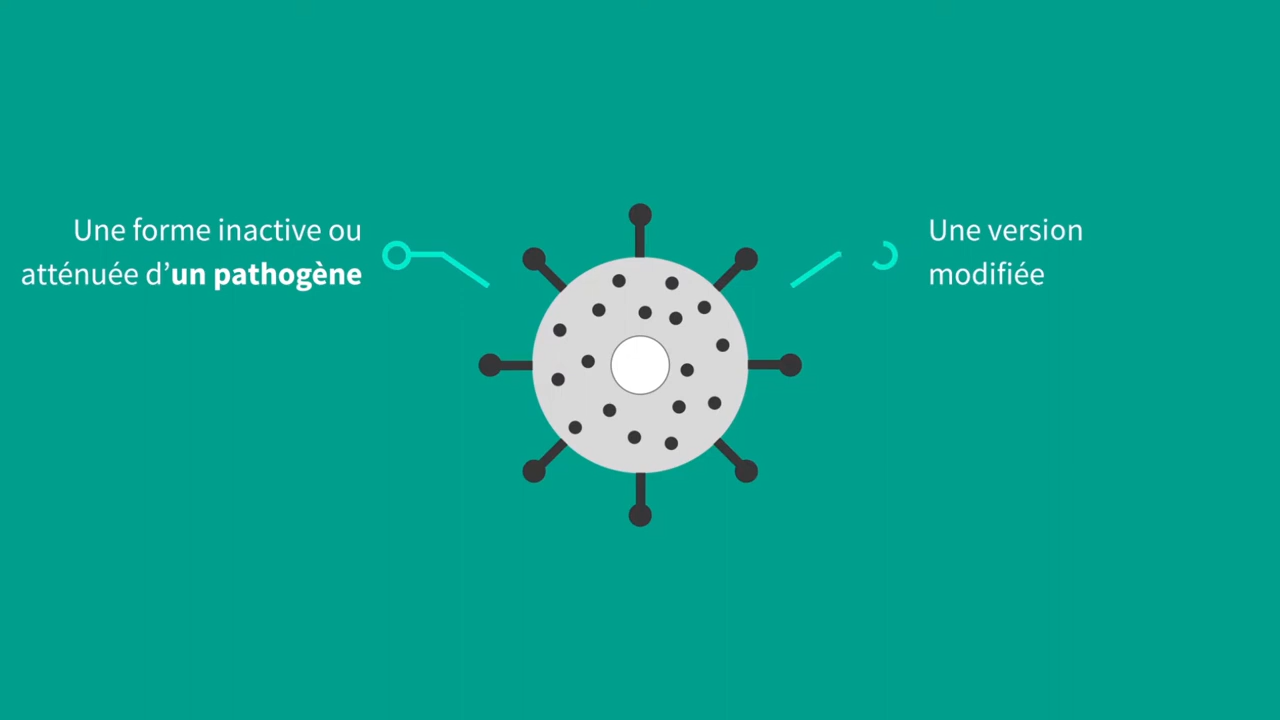 Une forme inactive ou
atténuée d’un pathogène
Une version
modifiée